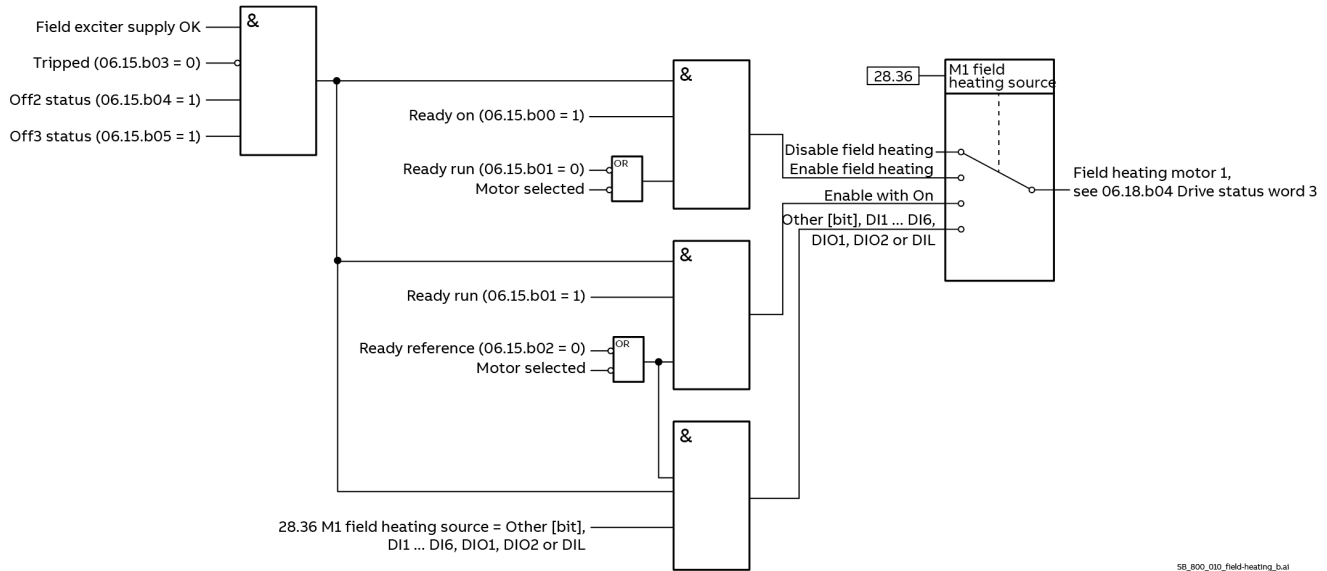 Field exciter supply OK
&
Tripped (06.15.b03 = 0)
Off2 status (06.15.b04 = 1)
Off3 status (06.15.b05 = 1)
&
Ready on (06.15.b00 = 1)
Ready run (06.15.b01 = 0)
OR
Motor selected
28.36
M1 field
heating source
Disable field heating
Enable field heating
Enable with On
Other [bit], DI1 ... DI6,
DIO1, DIO2 or DIL
Field heating motor 1,
see 06.18.b04 Drive status word 3
&
Ready run (06.15.b01 = 1)
Ready reference (06.15.b02 = 0)
OR
Motor selected
&
28.36 M1 field heating source = Other [bit],
DI1 ... DI6, DIO1, DIO2 or DIL
SB_800_010_field-heating_b.ai